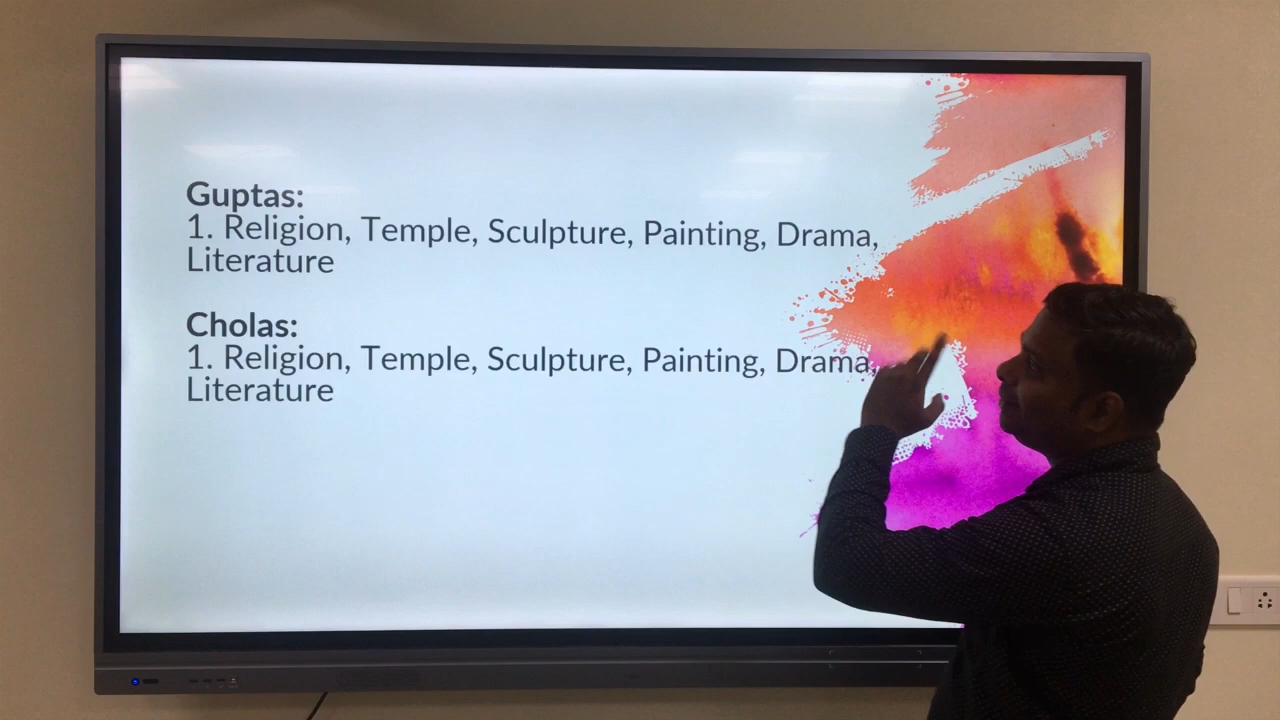 Guptas:
1. Religion, Temple, Sculpture, Painting, Drama,
Literature
Cholas:
1. Religion, Temple, Sculpture, Painting, Drama,
Literature